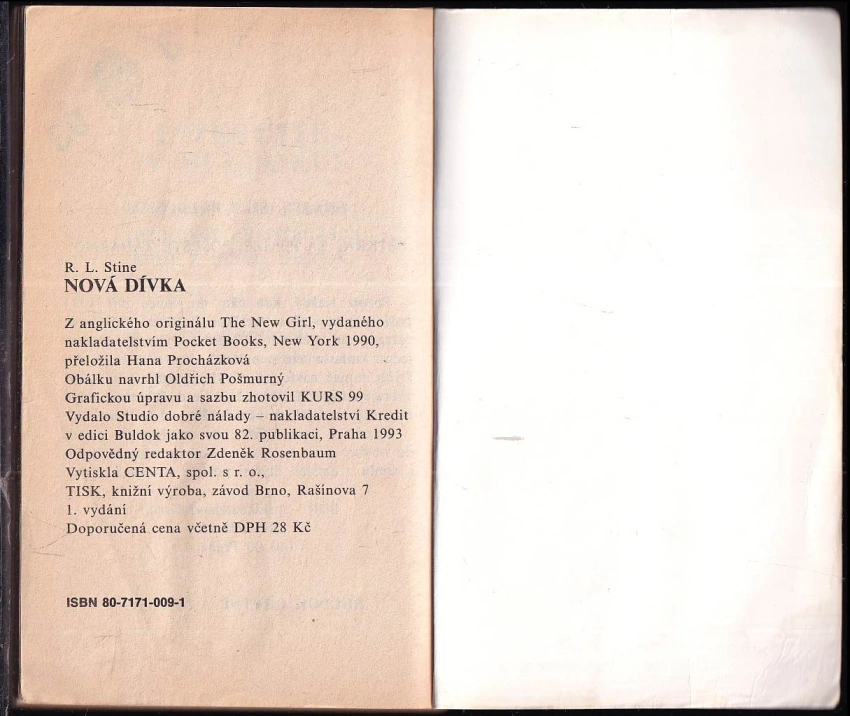 R. L. Stine
NOVÁ DÍVKA
Z anglického originálu The New Girl, vydaného
nakladatelstvím Pocket Books, New York 1990,
přeložila Hana Procházková
Obálku navrhl Oldřich Pošmurný
Grafickou úpravu a sazbu zhotovil KURS 99
Vydalo Studio dobré nálady – nakladatelství Kredit
v edici Buldok jako svou 82. publikaci, Praha 1993
Odpovědný redaktor Zdeněk Rosenbaum
Vytiskla CENTA, spol. s r. o.,
TISK, knižní výroba, závod Brno, Rašínova 7
1. vydání
Doporučená cena včetně DPH 28 Kč
ISBN 80-7171-009-1